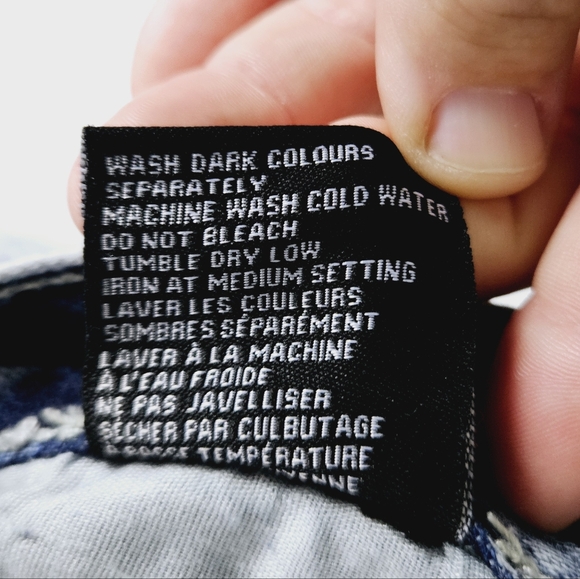 WASH DARK COLOURS
SEPARATELY
MACHINE WASH COLD WATER
DO NOT BLEACH
TUMBLE DRY LOW
IRON AT MEDIUM SETTING
LAVER LES COULEURS
SOMBRES SÉPARÉMENT
LAVER À LA MACHINE
À L'EAU FROIDE
NE PAS JAVELLISER
SÉCHER PAR CULBUTAGE
À BASSE TEMPÉRATURE